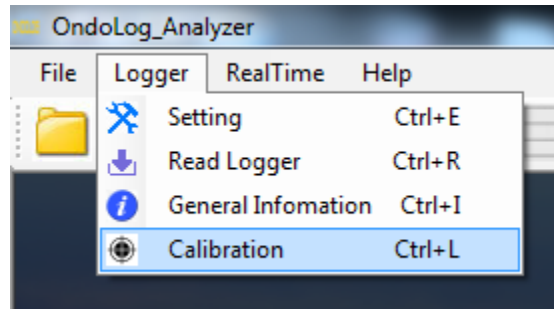 OndoLog_Analyzer
File Logger RealTime Help
Setting Ctrl+E
Read Logger Ctrl+R
General Infomation Ctrl+I
Calibration Ctrl+L